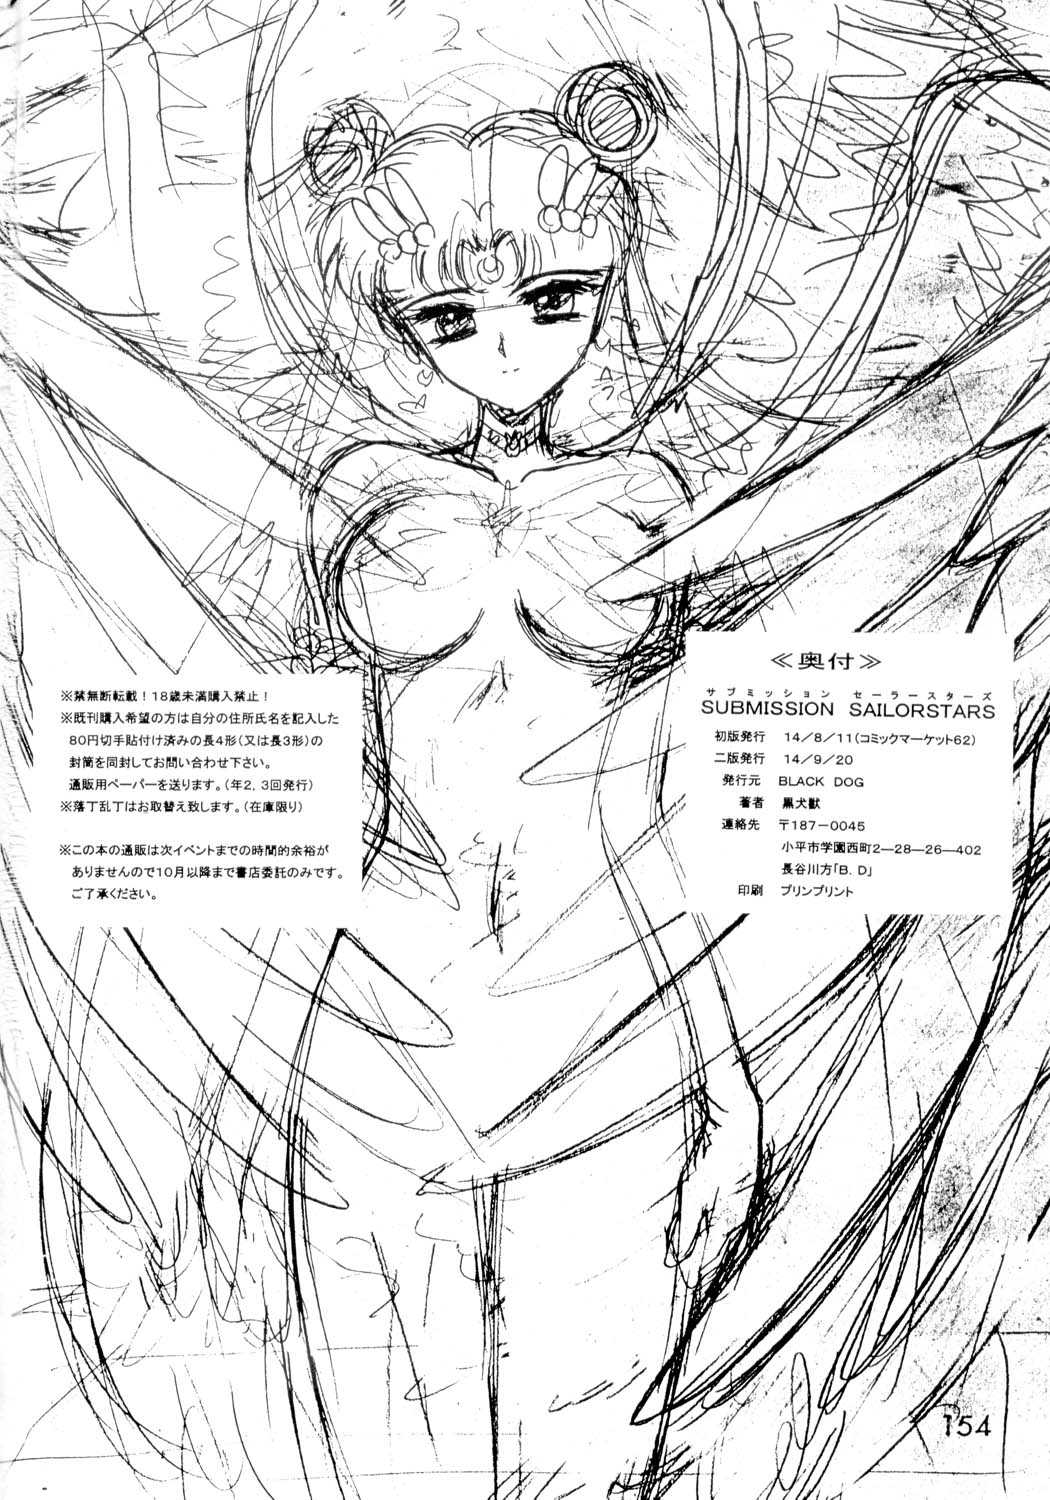 ※禁無断転載！18歳未満購入禁止！
※既刊購入希望の方は自分の住所氏名を記入した
80円切手貼付け済みの長4形(又は長3形)の
封筒を同封してお問い合わせ下さい。
通販用ペーパーを送ります。(年2, 3回発行)
※落丁乱丁はお取替え致します。(在庫限り)
※この本の通販は次イベントまでの時間的余裕が
ありませんので10月以降まで書店委託のみです。
ご了承ください。
≪奥付≫
サブミッション セーラースターズ
SUBMISSION SAILORSTARS
初版発行 14／8／11(コミックマーケット62)
二版発行 14／9／20
発行元 BLACK DOG
著者 黒犬獣
連絡先 〒187－0045
小平市学園西町2―28―26―402
長谷川方「B. D」
印刷 プリンプリント
154